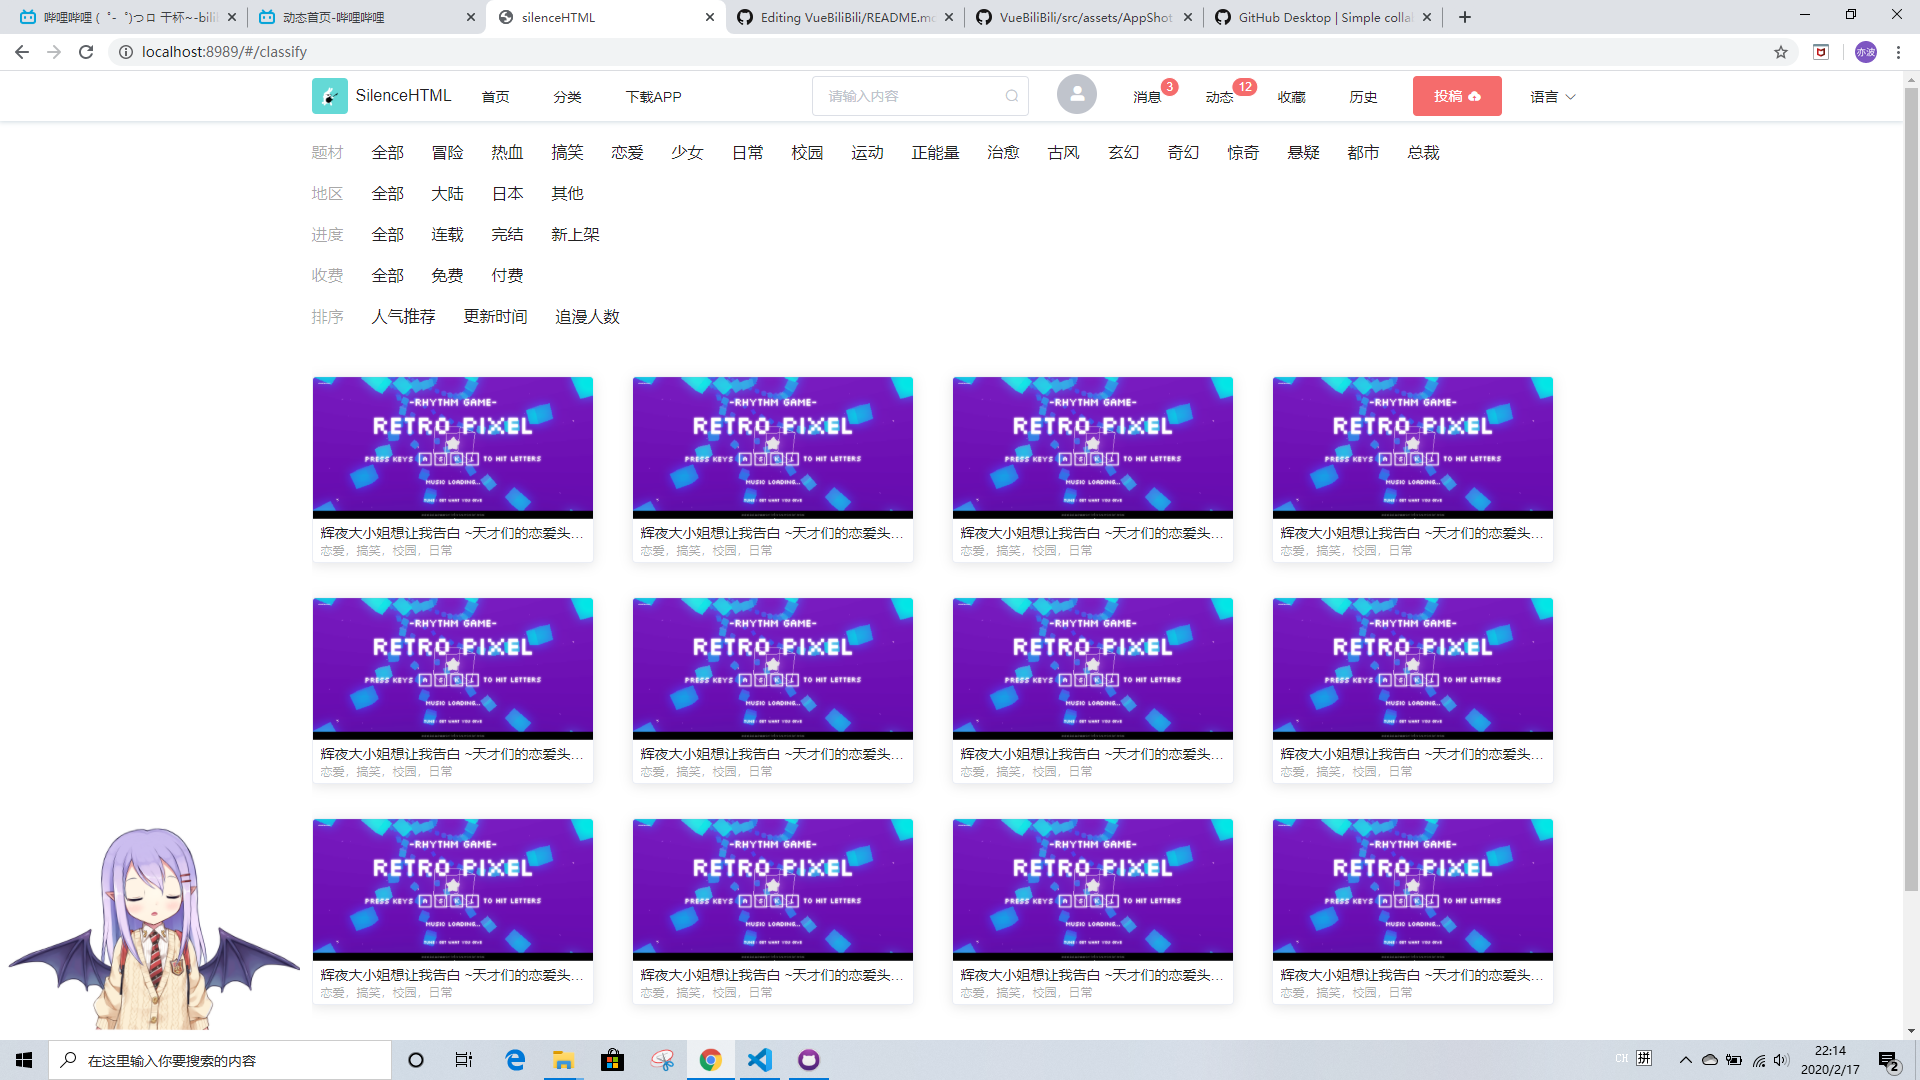 哔哩哔哩 (゜-゜)つロ 干杯~-bili
动态首页-哔哩哔哩
silenceHTML
Editing VueBiliBili/README.m
VueBiliBili/src/assets/AppShot
GitHub Desktop | Simple colla
localhost:8989/#/classify
亦波
SilenceHTML 首页 分类 下载APP 请输入内容 消息 3 动态 12 收藏 历史 投稿 语言
题材 全部 冒险 热血 搞笑 恋爱 少女 日常 校园 运动 正能量 治愈 古风 玄幻 奇幻 惊奇 悬疑 都市 总裁
地区 全部 大陆 日本 其他
进度 全部 连载 完结 新上架
收费 全部 免费 付费
排序 人气推荐 更新时间 追漫人数
-RHYTHM GAME- -RHYTHM GAME- -RHYTHM GAME- -RHYTHM GAME-
RETRO PIXEL RETRO PIXEL RETRO PIXEL RETRO PIXEL
PRESS KEYS TO HIT LETTERS PRESS KEYS TO HIT LETTERS PRESS KEYS TO HIT LETTERS PRESS KEYS TO HIT LETTERS
MUSIC LOADING... MUSIC LOADING... MUSIC LOADING... MUSIC LOADING...
辉夜大小姐想让我告白 ~天才们的恋爱头... 辉夜大小姐想让我告白 ~天才们的恋爱头... 辉夜大小姐想让我告白 ~天才们的恋爱头... 辉夜大小姐想让我告白 ~天才们的恋爱头...
恋爱，搞笑，校园，日常 恋爱，搞笑，校园，日常 恋爱，搞笑，校园，日常 恋爱，搞笑，校园，日常
-RHYTHM GAME- -RHYTHM GAME- -RHYTHM GAME- -RHYTHM GAME-
RETRO PIXEL RETRO PIXEL RETRO PIXEL RETRO PIXEL
PRESS KEYS TO HIT LETTERS PRESS KEYS TO HIT LETTERS PRESS KEYS TO HIT LETTERS PRESS KEYS TO HIT LETTERS
MUSIC LOADING... MUSIC LOADING... MUSIC LOADING... MUSIC LOADING...
辉夜大小姐想让我告白 ~天才们的恋爱头... 辉夜大小姐想让我告白 ~天才们的恋爱头... 辉夜大小姐想让我告白 ~天才们的恋爱头... 辉夜大小姐想让我告白 ~天才们的恋爱头...
恋爱，搞笑，校园，日常 恋爱，搞笑，校园，日常 恋爱，搞笑，校园，日常 恋爱，搞笑，校园，日常
-RHYTHM GAME- -RHYTHM GAME- -RHYTHM GAME- -RHYTHM GAME-
RETRO PIXEL RETRO PIXEL RETRO PIXEL RETRO PIXEL
PRESS KEYS TO HIT LETTERS PRESS KEYS TO HIT LETTERS PRESS KEYS TO HIT LETTERS PRESS KEYS TO HIT LETTERS
MUSIC LOADING... MUSIC LOADING... MUSIC LOADING... MUSIC LOADING...
辉夜大小姐想让我告白 ~天才们的恋爱头... 辉夜大小姐想让我告白 ~天才们的恋爱头... 辉夜大小姐想让我告白 ~天才们的恋爱头... 辉夜大小姐想让我告白 ~天才们的恋爱头...
恋爱，搞笑，校园，日常 恋爱，搞笑，校园，日常 恋爱，搞笑，校园，日常 恋爱，搞笑，校园，日常
在这里输入你要搜索的内容
CH 拼
22:14
2020/2/17
2